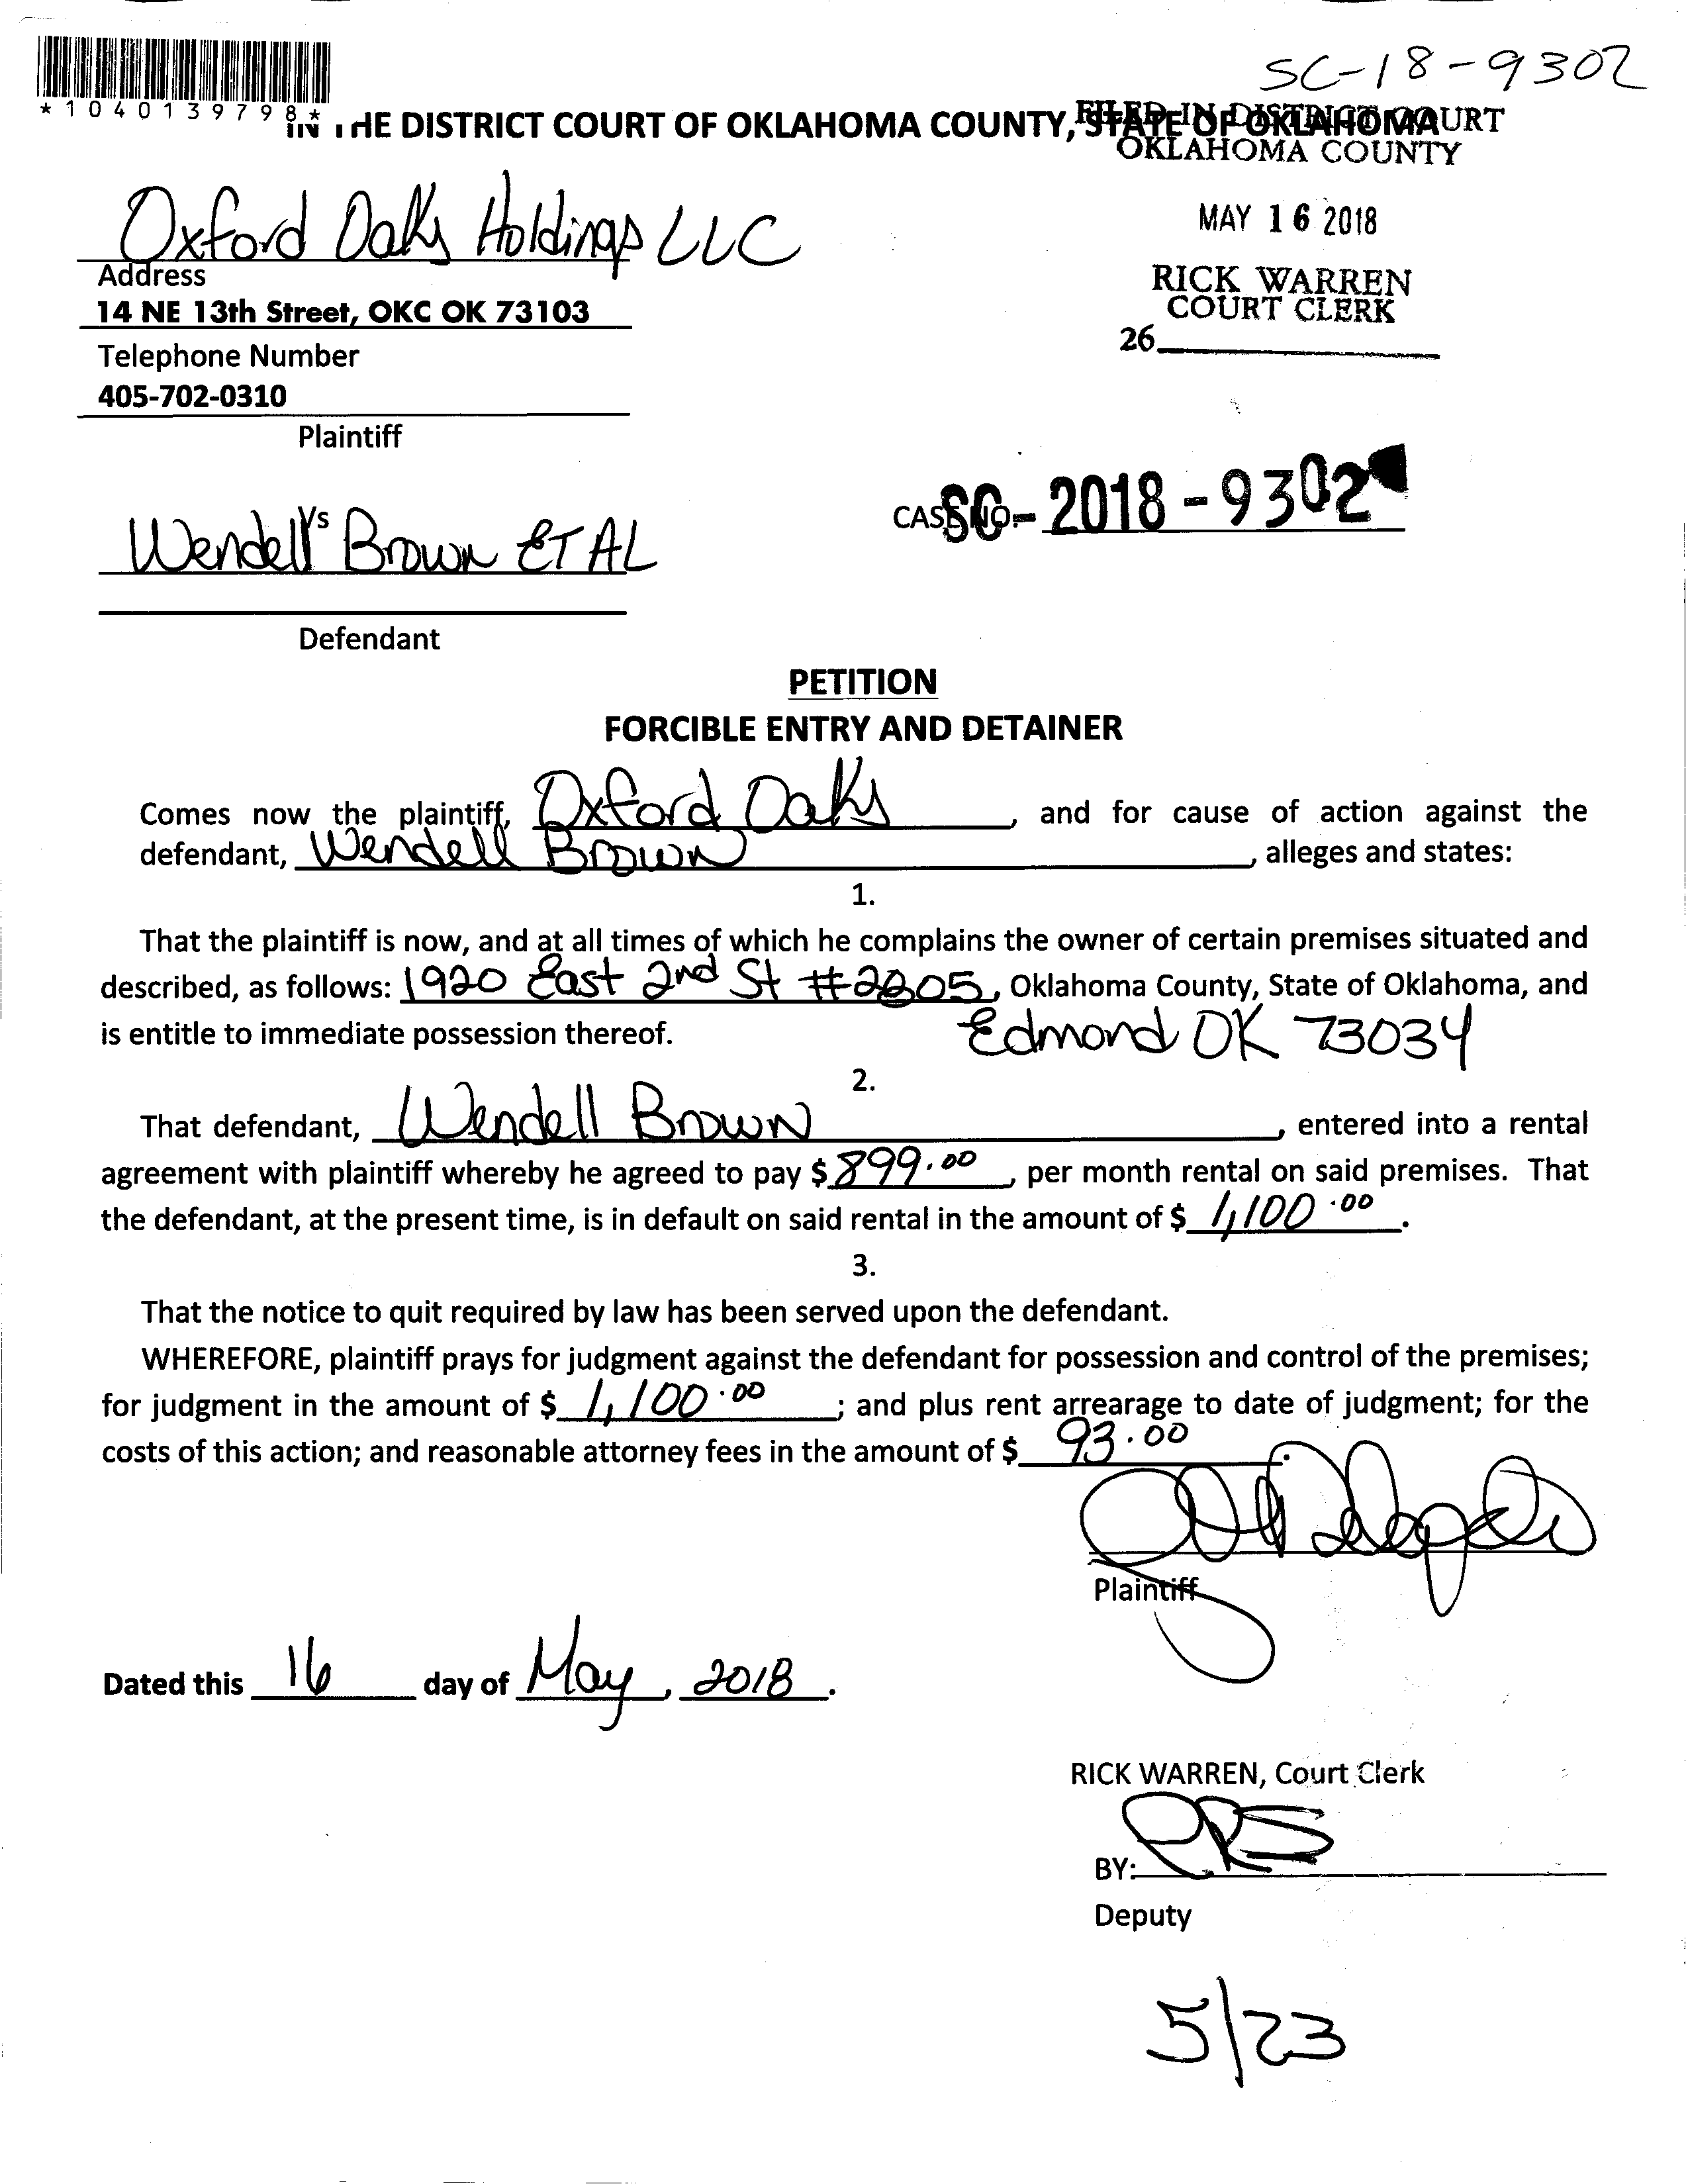 SC-18-9302
*1040139798*
IN THE DISTRICT COURT OF OKLAHOMA COUNTY, STATE OF OKLAHOMA
FILED IN DISTRICT COURT
OKLAHOMA COUNTY
MAY 16 2018
RICK WARREN
COURT CLERK
26
Oxford Oaks Holdings LLC
Address
14 NE 13th Street, OKC OK 73103
Telephone Number
405-702-0310
Plaintiff
Vs
Wendell Brown ET AL
CASE NO. SC-2018-9302
Defendant
PETITION
FORCIBLE ENTRY AND DETAINER
Comes now the plaintiff, Oxford Oaks, and for cause of action against the
defendant, Wendell Brown, alleges and states:
1.
That the plaintiff is now, and at all times of which he complains the owner of certain premises situated and
described, as follows: 1920 East 2nd St #2205, Oklahoma County, State of Oklahoma, and
is entitle to immediate possession thereof. Edmond OK 73034
2.
That defendant, Wendell Brown, entered into a rental
agreement with plaintiff whereby he agreed to pay $ 899.00, per month rental on said premises. That
the defendant, at the present time, is in default on said rental in the amount of $ 1,100.00.
3.
That the notice to quit required by law has been served upon the defendant.
WHEREFORE, plaintiff prays for judgment against the defendant for possession and control of the premises;
for judgment in the amount of $ 1,100.00; and plus rent arrearage to date of judgment; for the
costs of this action; and reasonable attorney fees in the amount of $ 93.00.
Plaintiff
Dated this 16 day of May, 2018.
RICK WARREN, Court Clerk
BY:
Deputy
5/23